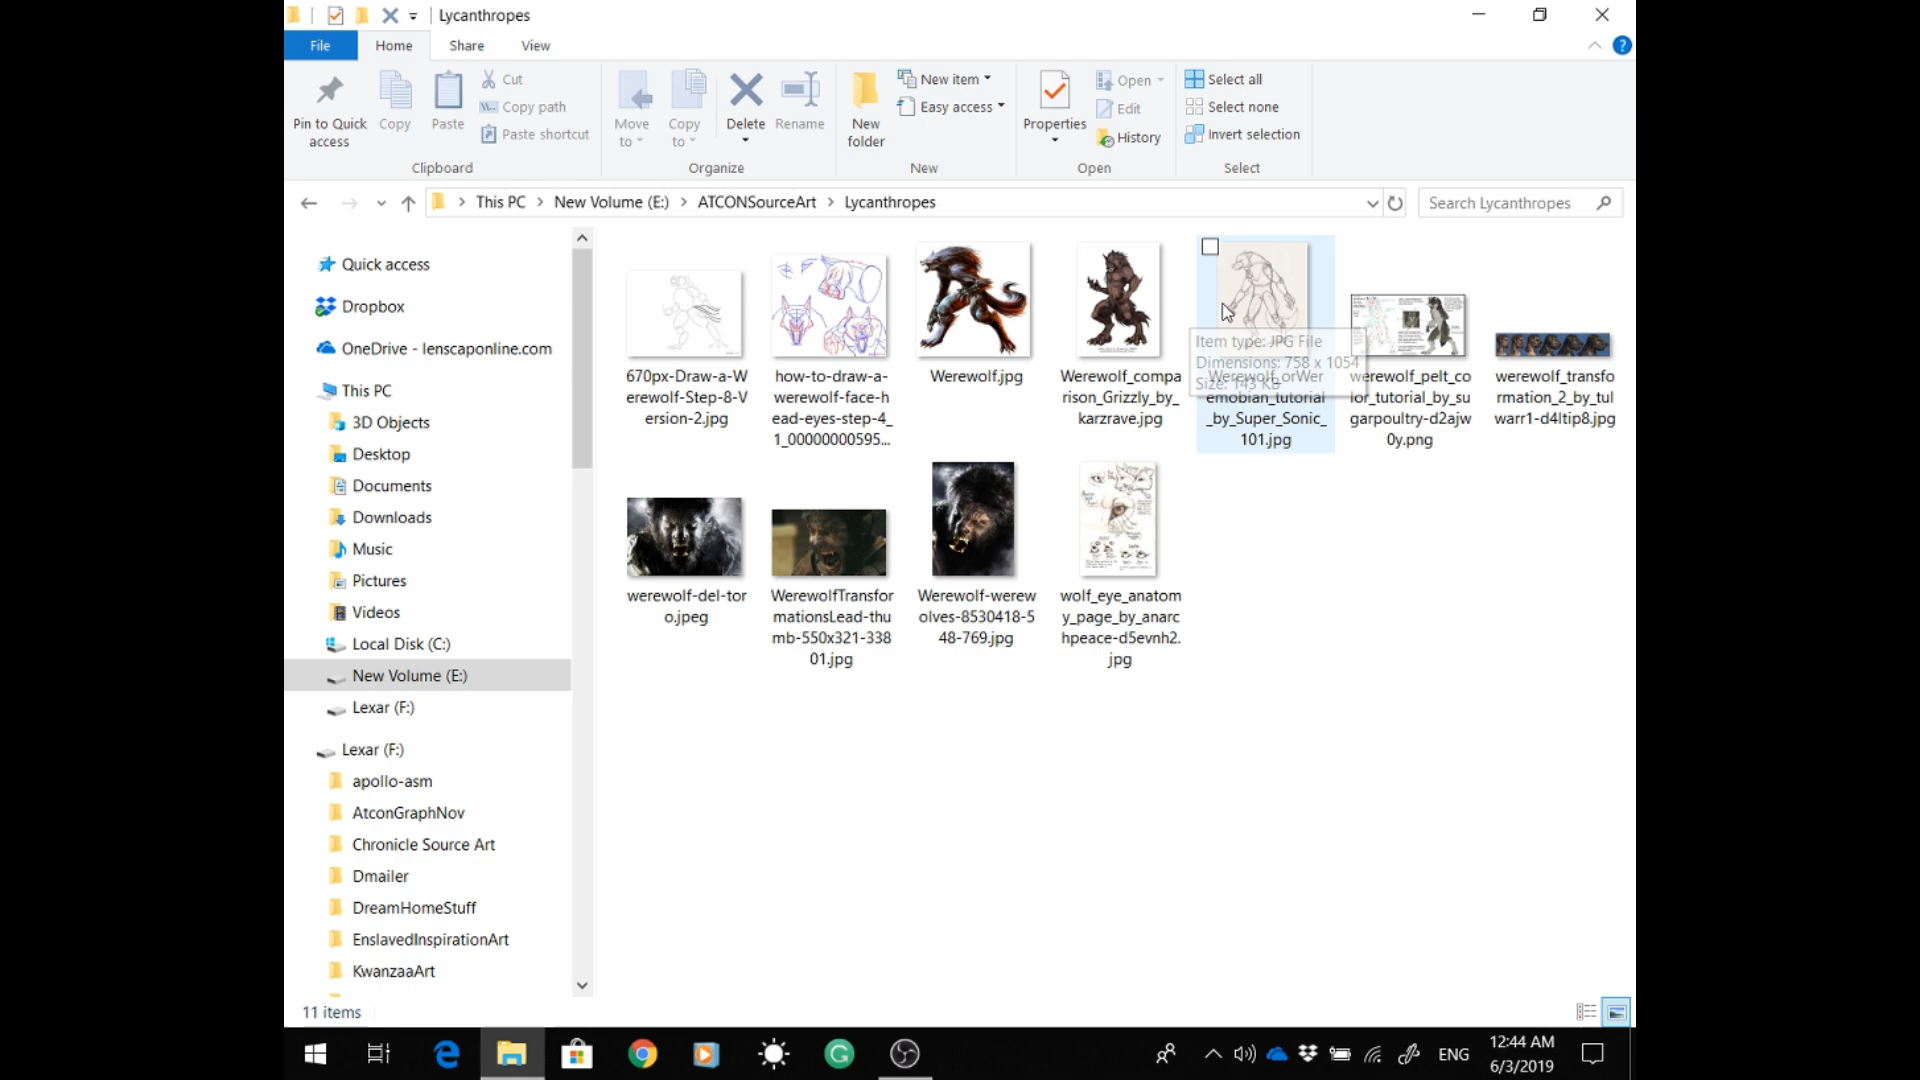 Lycanthropes
File
Home
Share
View
Pin to Quick access
Copy
Paste
Cut
Copy path
Paste shortcut
Clipboard
Move to
Copy to
Delete
Rename
Organize
New folder
New item
Easy access
New
Properties
Open
Edit
History
Open
Select all
Select none
Invert selection
Select
This PC > New Volume (E:) > ATCONSourceArt > Lycanthropes
Search Lycanthropes
Quick access
Dropbox
OneDrive - lenscaponline.com
This PC
3D Objects
Desktop
Documents
Downloads
Music
Pictures
Videos
Local Disk (C:)
New Volume (E:)
Lexar (F:)
Lexar (F:)
apollo-asm
AtconGraphNov
Chronicle Source Art
Dmailer
DreamHomeStuff
EnslavedInspirationArt
KwanzaaArt
670px-Draw-a-W
erewolf-Step-8-V
ersion-2.jpg
how-to-draw-a-
werewolf-face-h
ead-eyes-step-4_
1_00000000595...
Werewolf.jpg
Werewolf_compa
rison_Grizzly_by_
karzrave.jpg
Item type: JPG File
Dimensions: 758 x 1054
Size: 143 KB
Werewolf_orWer
emobian_tutorial
_by_Super_Sonic_
101.jpg
werewolf_pelt_co
lor_tutorial_by_su
garpoultry-d2ajw
0y.png
werewolf_transfo
rmation_2_by_tul
warr1-d4ltip8.jpg
werewolf-del-tor
o.jpeg
WerewolfTransfor
mationsLead-thu
mb-550x321-338
01.jpg
Werewolf-werew
olves-8530418-5
48-769.jpg
wolf_eye_anatom
y_page_by_anarc
hpeace-d5evnh2.
jpg
11 items
ENG
12:44 AM
6/3/2019